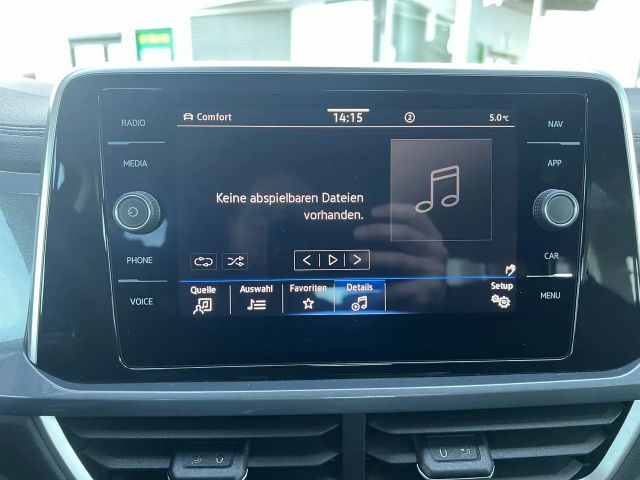 RADIO
MEDIA
PHONE
VOICE
Comfort
14:15
2
5.0°C
Keine abspielbaren Dateien
vorhanden.
Quelle
Auswahl
Favoriten
Details
Setup
NAV
APP
CAR
MENU